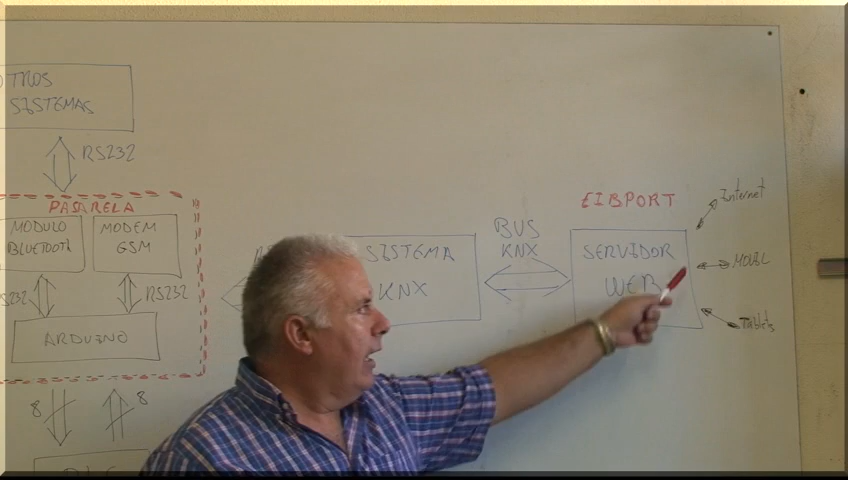 OTROS
SISTEMAS
RS232
PASARELA
MODULO
BLUETOOTH
MODEM
GSM
RS232
RS232
ARDUINO
8
8
SISTEMA
KNX
BUS
KNX
EIBPORT
SERVIDOR
WEB
Internet
MOVIL
Tablets